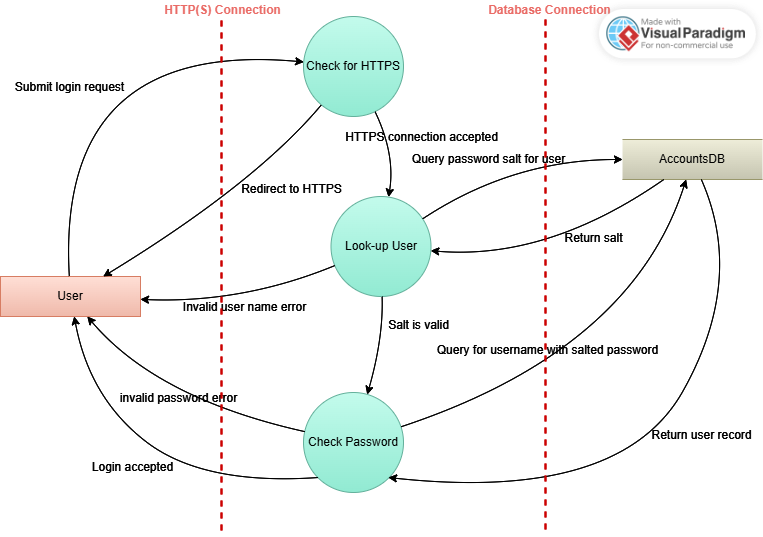 HTTP(S) Connection
Database Connection
Made with
Visual Paradigm
For non-commercial use
Check for HTTPS
Submit login request
HTTPS connection accepted
Query password salt for user
AccountsDB
Redirect to HTTPS
Look-up User
Return salt
User
Invalid user name error
Salt is valid
Query for username with salted password
invalid password error
Return user record
Check Password
Login accepted